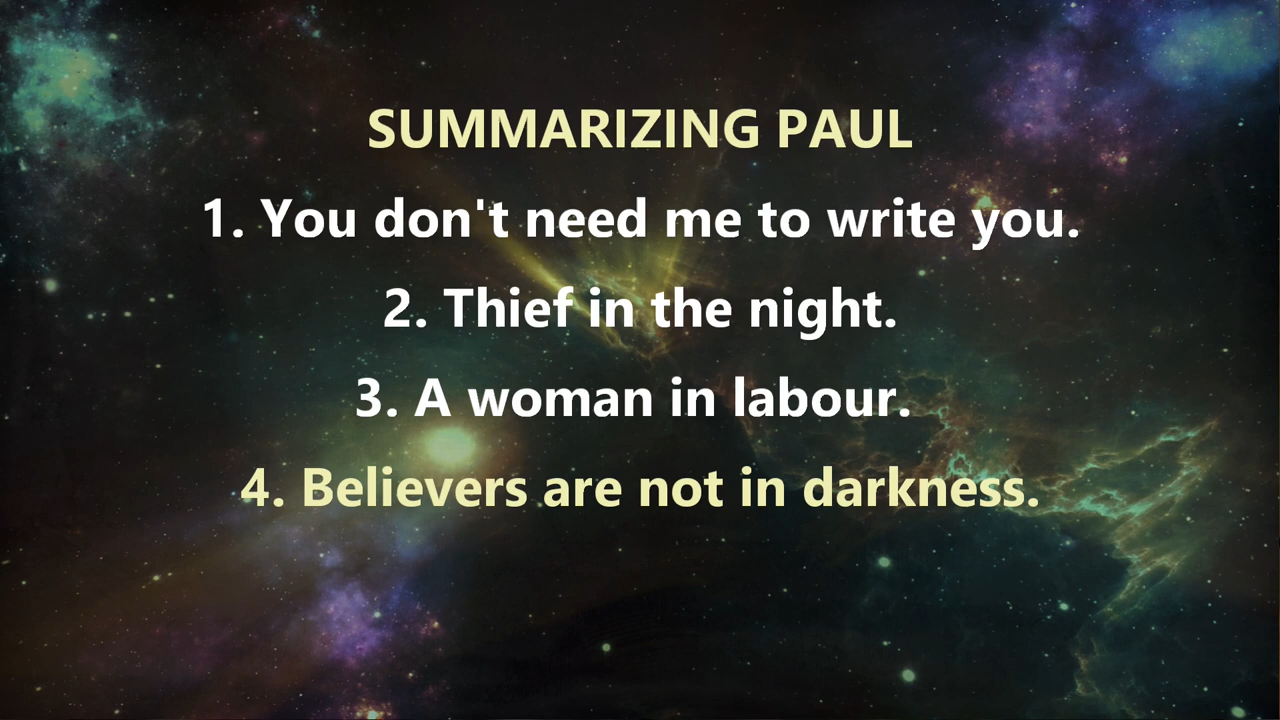 SUMMARIZING PAUL
1. You don't need me to write you.
2. Thief in the night.
3. A woman in labour.
4. Believers are not in darkness.